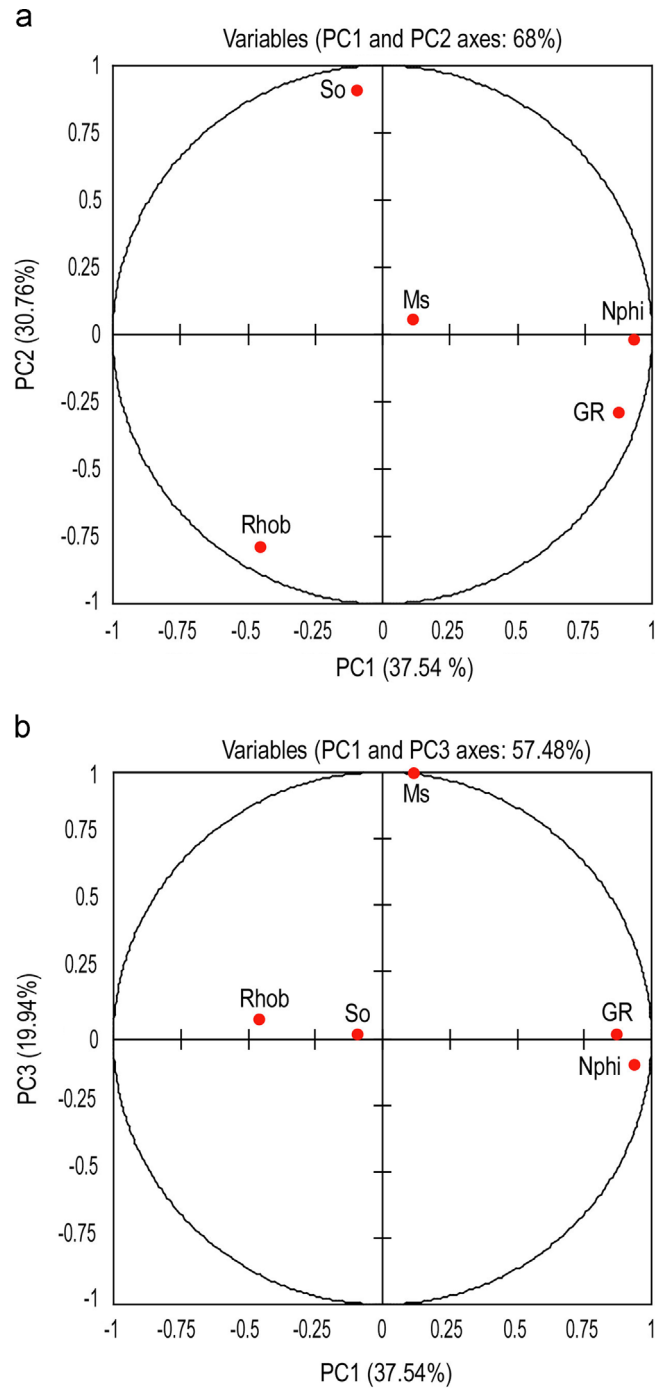 a
Variables (PC1 and PC2 axes: 68%)
1
So
0.75
0.5
0.25
Ms
Nphi
0
PC2 (30.76%)
-0.25
GR
-0.5
Rhob
-0.75
-1
-1 -0.75 -0.5 -0.25 0 0.25 0.5 0.75 1
PC1 (37.54 %)
b
Variables (PC1 and PC3 axes: 57.48%)
1
Ms
0.75
0.5
0.25
Rhob So GR
0
Nphi
PC3 (19.94%)
-0.25
-0.5
-0.75
-1
-1 -0.75 -0.5 -0.25 0 0.25 0.5 0.75 1
PC1 (37.54%)